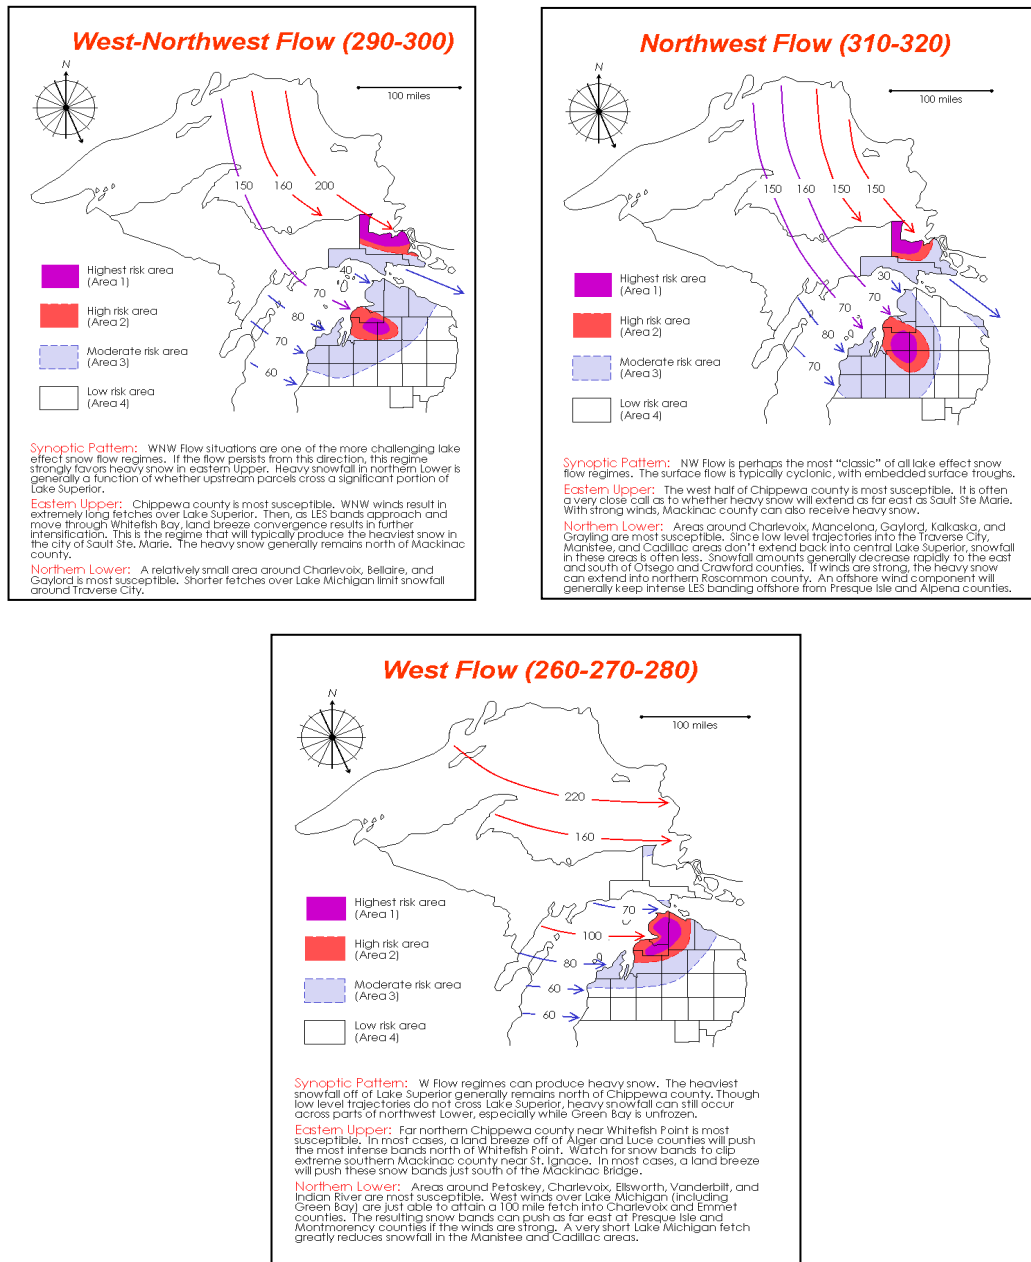 West-Northwest Flow (290-300)
N
100 miles
150
160
200
40
70
80
70
60
Highest risk area
(Area 1)
High risk area
(Area 2)
Moderate risk area
(Area 3)
Low risk area
(Area 4)
Synoptic Pattern: WNW Flow situations are one of the more challenging lake
effect snow flow regimes. If the flow persists from this direction, this regime
strongly favors heavy snow in eastern Upper. Heavy snowfall in northern Lower is
generally a function of whether upstream parcels cross a significant portion of
Lake Superior.
Eastern Upper: Chippewa county is most susceptible. WNW winds result in
extremely long fetches over Lake Superior. Then, as LES bands approach and
move through Whitefish Bay, land breeze convergence results in further
intensification. This is the regime that will typically produce the heaviest snow in
the city of Sault Ste. Marie. The heavy snow generally remains north of Mackinac
county.
Northern Lower: A relatively small area around Charlevoix, Bellaire, and
Gaylord is most susceptible. Shorter fetches over Lake Michigan limit snowfall
around Traverse City.
Northwest Flow (310-320)
N
100 miles
150
160
150
150
30
70
70
80
70
Highest risk area
(Area 1)
High risk area
(Area 2)
Moderate risk area
(Area 3)
Low risk area
(Area 4)
Synoptic Pattern: NW Flow is perhaps the most "classic" of all lake effect snow
flow regimes. The surface flow is typically cyclonic, with embedded surface troughs.
Eastern Upper: The west half of Chippewa county is most susceptible. It is often
a very close call as to whether heavy snow will extend as far east as Sault Ste Marie.
With strong winds, Mackinac county can also receive heavy snow.
Northern Lower: Areas around Charlevoix, Mancelona, Gaylord, Kalkaska, and
Grayling are most susceptible. Since low level trajectories into the Traverse City,
Manistee, and Cadillac areas don't extend back into central Lake Superior, snowfall
in these areas is often less. Snowfall amounts generally decrease rapidly to the east
and south of Otsego and Crawford counties. If winds are strong, the heavy snow
can extend into northern Roscommon county. An offshore wind component will
generally keep intense LES banding offshore from Presque Isle and Alpena counties.
West Flow (260-270-280)
N
100 miles
220
160
70
100
80
60
60
Highest risk area
(Area 1)
High risk area
(Area 2)
Moderate risk area
(Area 3)
Low risk area
(Area 4)
Synoptic Pattern: W Flow regimes can produce heavy snow. The heaviest
snowfall off of Lake Superior generally remains north of Chippewa county. Though
low level trajectories do not cross Lake Superior, heavy snowfall can still occur
across parts of northwest Lower, especially while Green Bay is unfrozen.
Eastern Upper: Far northern Chippewa county near Whitefish Point is most
susceptible. In most cases, a land breeze off of Alger and Luce counties will push
the most intense bands north of Whitefish Point. Watch for snow bands to clip
extreme southern Mackinac county near St. Ignace. In most cases, a land breeze
will push these snow bands just south of the Mackinac Bridge.
Northern Lower: Areas around Petoskey, Charlevoix, Ellsworth, Vanderbilt, and
Indian River are most susceptible. West winds over Lake Michigan (including
Green Bay) are just able to attain a 100 mile fetch into Charlevoix and Emmet
counties. The resulting snow bands can push as far east at Presque Isle and
Montmorency counties if the winds are strong. A very short Lake Michigan fetch
greatly reduces snowfall in the Manistee and Cadillac areas.